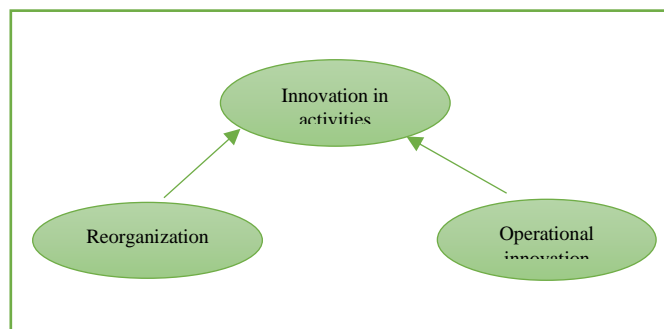 Innovation in
activities
Reorganization
Operational
innovation